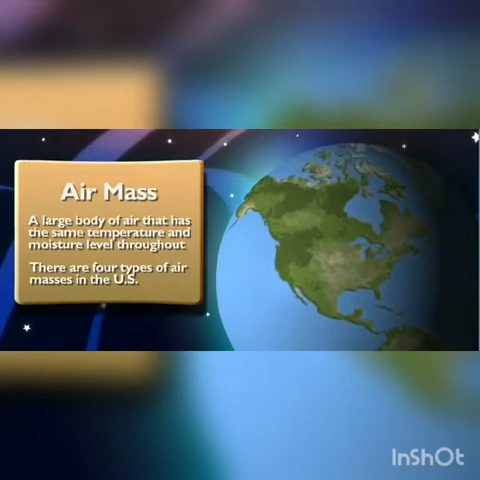 Air Mass
A large body of air that has
the same temperature and
moisture level throughout
There are four types of air
masses in the U.S.
InShOt